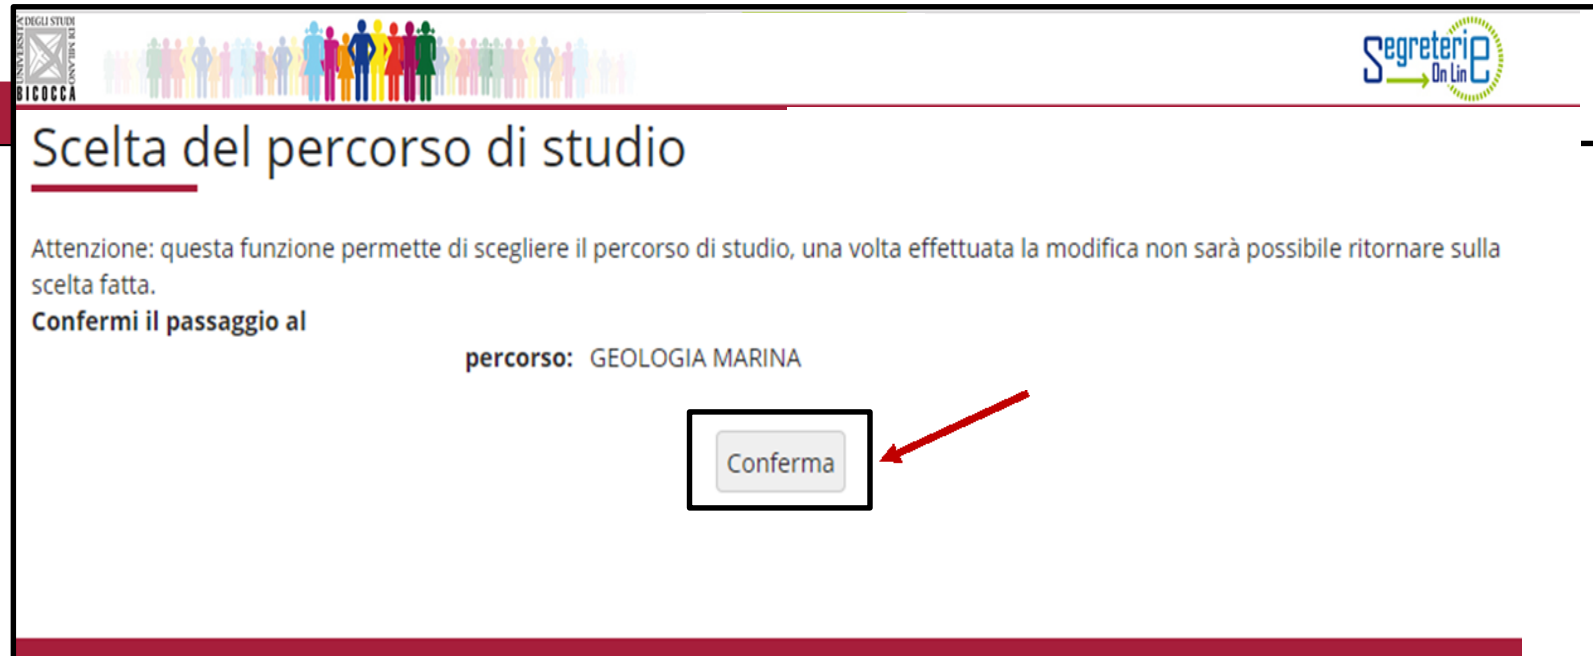 UNIVERSITÀ
DEGLI STUDI
DI MILANO
BICOCCA
Segreterie
On Line
Scelta del percorso di studio
Attenzione: questa funzione permette di scegliere il percorso di studio, una volta effettuata la modifica non sarà possibile ritornare sulla
scelta fatta.
Confermi il passaggio al
percorso: GEOLOGIA MARINA
Conferma